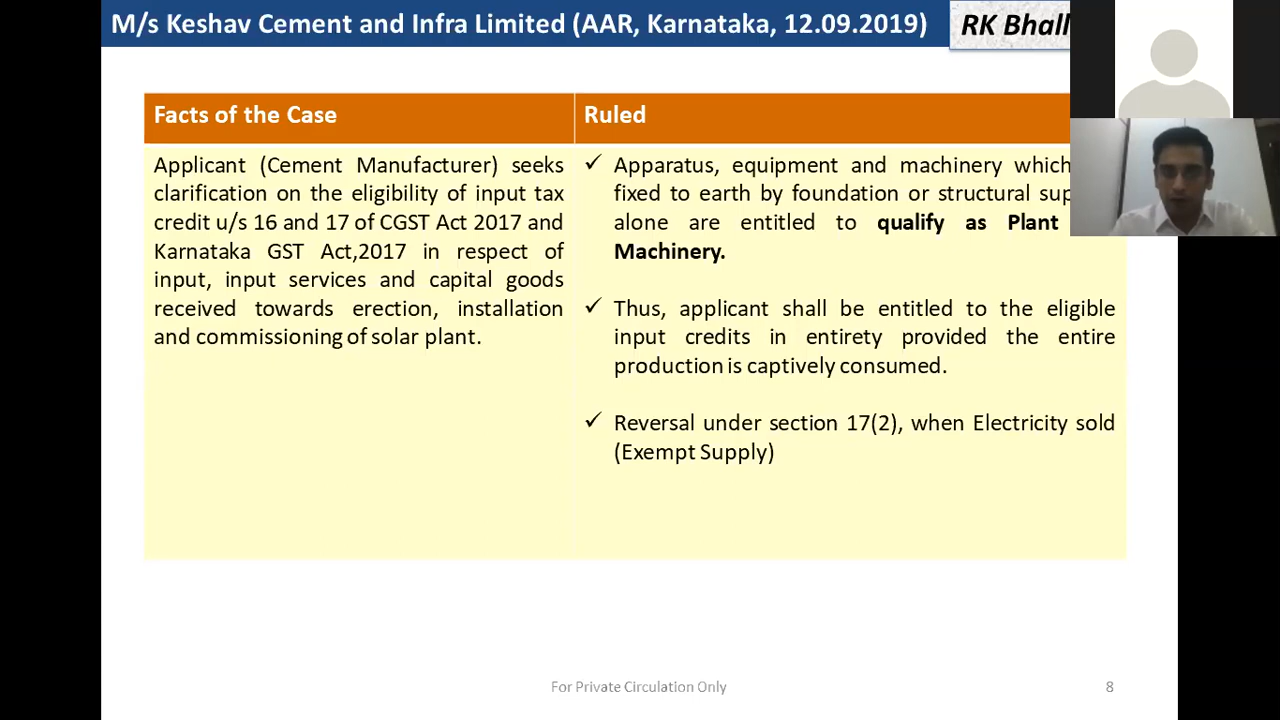 M/s Keshav Cement and Infra Limited (AAR, Karnataka, 12.09.2019)
RK Bhall
Facts of the Case
Applicant (Cement Manufacturer) seeks
clarification on the eligibility of input tax
credit u/s 16 and 17 of CGST Act 2017 and
Karnataka GST Act,2017 in respect of
input, input services and capital goods
received towards erection, installation
and commissioning of solar plant.
Ruled
✓ Apparatus, equipment and machinery which
fixed to earth by foundation or structural sup
alone are entitled to qualify as Plant
Machinery.
✓ Thus, applicant shall be entitled to the eligible
input credits in entirety provided the entire
production is captively consumed.
✓ Reversal under section 17(2), when Electricity sold
(Exempt Supply)
For Private Circulation Only
8